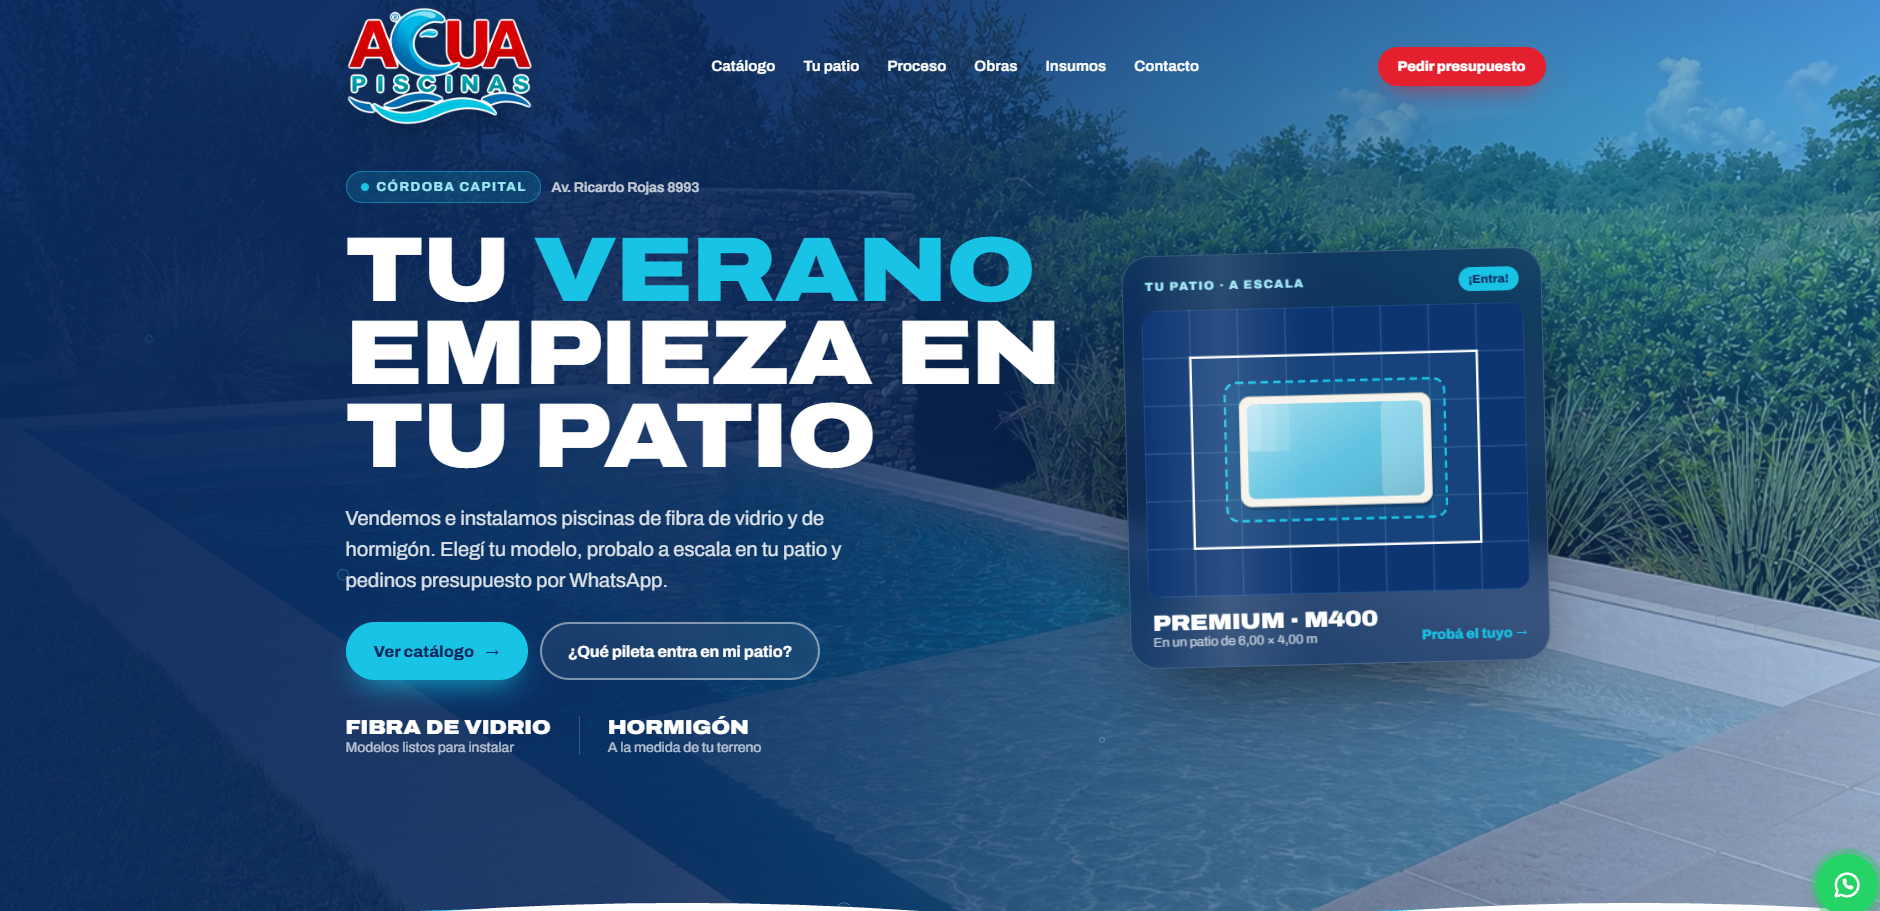 ACUA
PISCINAS
Catálogo
Tu patio
Proceso
Obras
Insumos
Contacto
Pedir presupuesto
CÓRDOBA CAPITAL
Av. Ricardo Rojas 8993
TU VERANO
EMPIEZA EN
TU PATIO
Vendemos e instalamos piscinas de fibra de vidrio y de
hormigón. Elegí tu modelo, probalo a escala en tu patio y
pedinos presupuesto por WhatsApp.
Ver catálogo →
¿Qué pileta entra en mi patio?
FIBRA DE VIDRIO
Modelos listos para instalar
HORMIGÓN
A la medida de tu terreno
TU PATIO · A ESCALA
¡Entra!
PREMIUM · M400
En un patio de 6,00 × 4,00 m
Probá el tuyo →